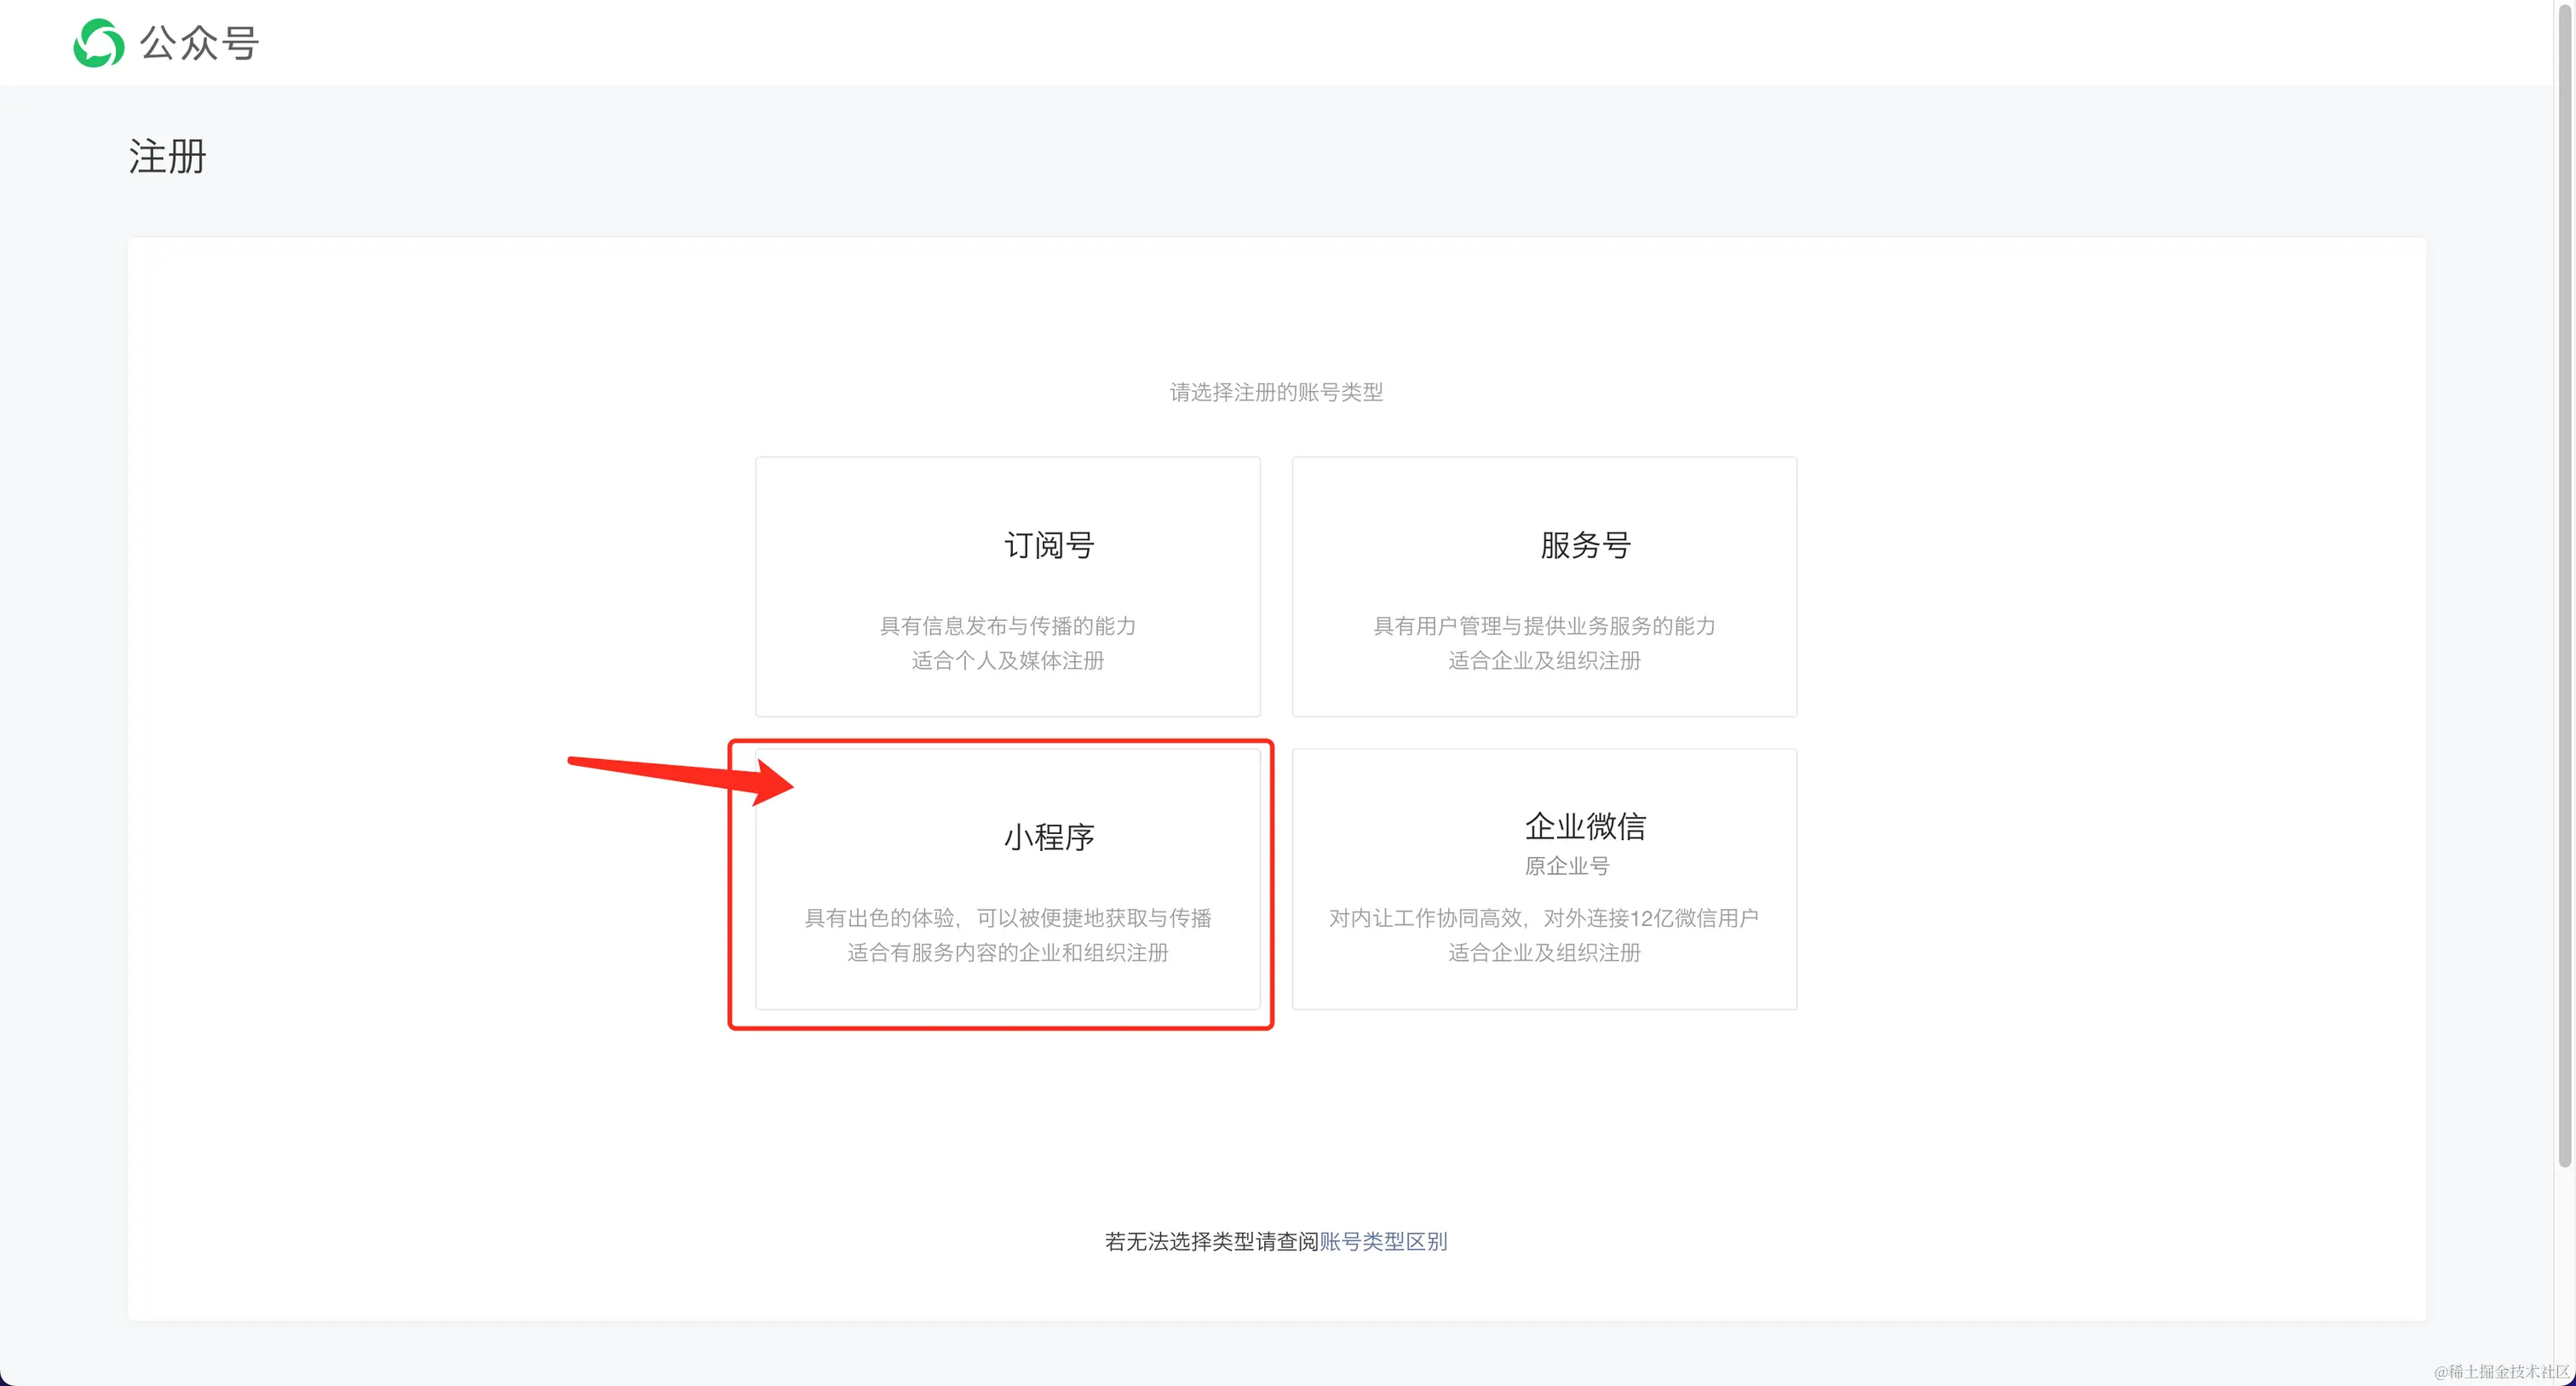 公众号
注册
请选择注册的账号类型
订阅号
具有信息发布与传播的能力
适合个人及媒体注册
服务号
具有用户管理与提供业务服务的能力
适合企业及组织注册
小程序
具有出色的体验，可以被便捷地获取与传播
适合有服务内容的企业和组织注册
企业微信
原企业号
对内让工作协同高效，对外连接12亿微信用户
适合企业及组织注册
若无法选择类型请查阅账号类型区别
@稀土掘金技术社区